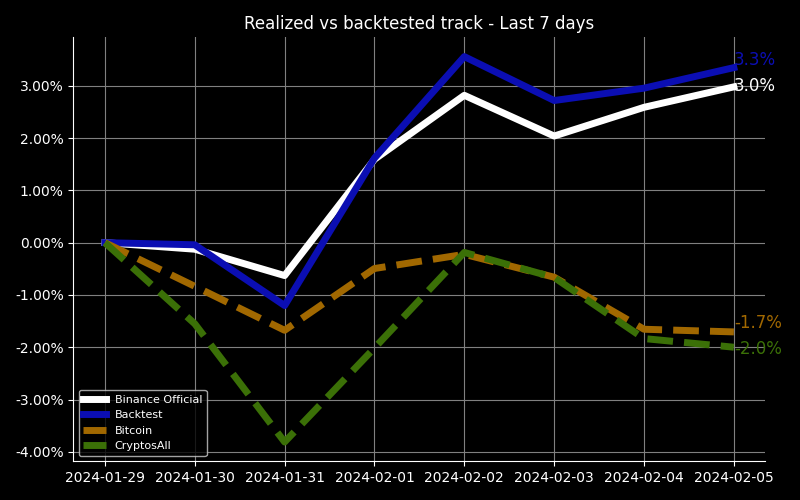 Realized vs backtested track - Last 7 days
3.00%
2.00%
1.00%
0.00%
-1.00%
-2.00%
-3.00%
-4.00%
3.3%
3.0%
-1.7%
-2.0%
Binance Official
Backtest
Bitcoin
CryptosAll
2024-01-29 2024-01-30 2024-01-31 2024-02-01 2024-02-02 2024-02-03 2024-02-04 2024-02-05